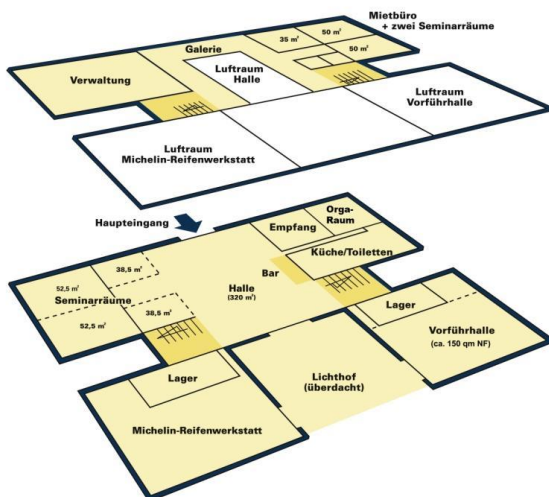 Mietbüro
+ zwei Seminarräume
50 m²
35 m²
50 m²
Galerie
Verwaltung
Luftraum
Halle
Luftraum
Vorführhalle
Luftraum
Michelin-Reifenwerkstatt
Haupteingang
Orga-
Raum
Empfang
Küche/Toiletten
38,5 m²
Bar
52,5 m²
Seminarräume
Halle
(320 m²)
38,5 m²
52,5 m²
Lager
Vorführhalle
(ca. 150 qm NF)
Lager
Lichthof
(überdacht)
Michelin-Reifenwerkstatt